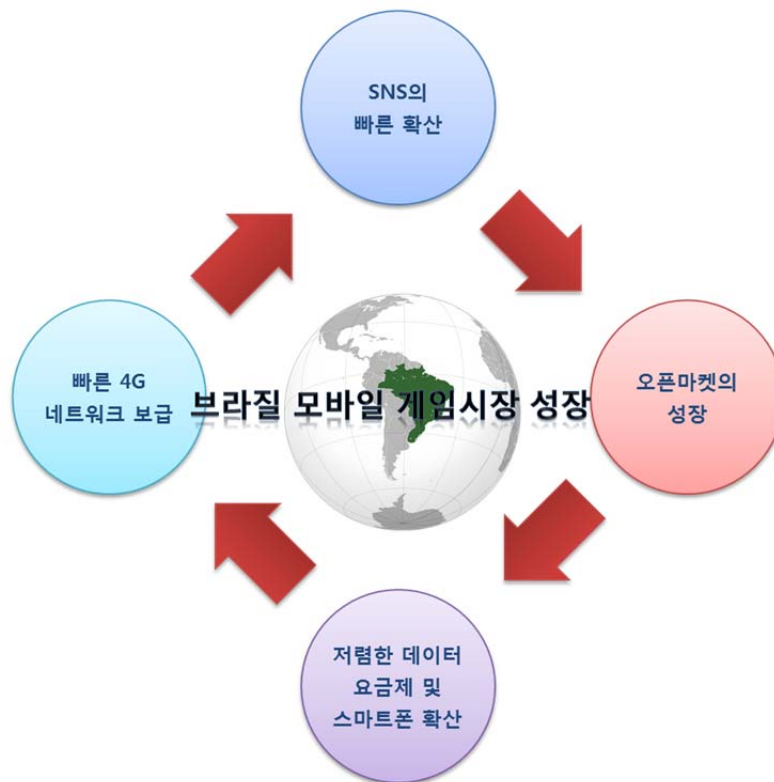 SNS의
빠른 확산
빠른 4G
네트워크 보급
브라질 모바일 게임시장 성장
오픈마켓의
성장
저렴한 데이터
요금제 및
스마트폰 확산